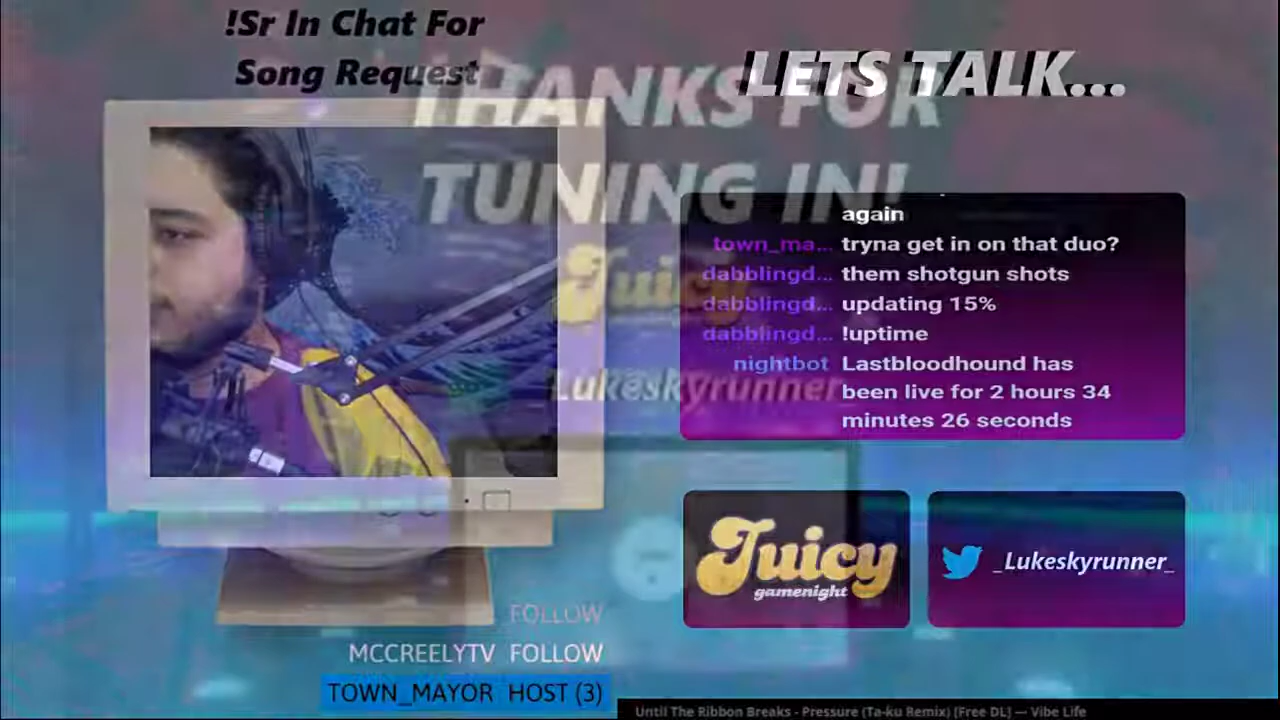 !Sr In Chat For
Song Request
THANKS FOR
TUNING IN!
Juicy
Lukeskyrunner_
LETS TALK...
again
town_ma... tryna get in on that duo?
dabblingd... them shotgun shots
dabblingd... updating 15%
dabblingd... !uptime
nightbot Lastbloodhound has
been live for 2 hours 34
minutes 26 seconds
Juicy
gamenight
_Lukeskyrunner_
FOLLOW
MCCREELYTV FOLLOW
TOWN_MAYOR HOST (3)
Until The Ribbon Breaks - Pressure (Ta-ku Remix) [Free DL] — Vibe Life